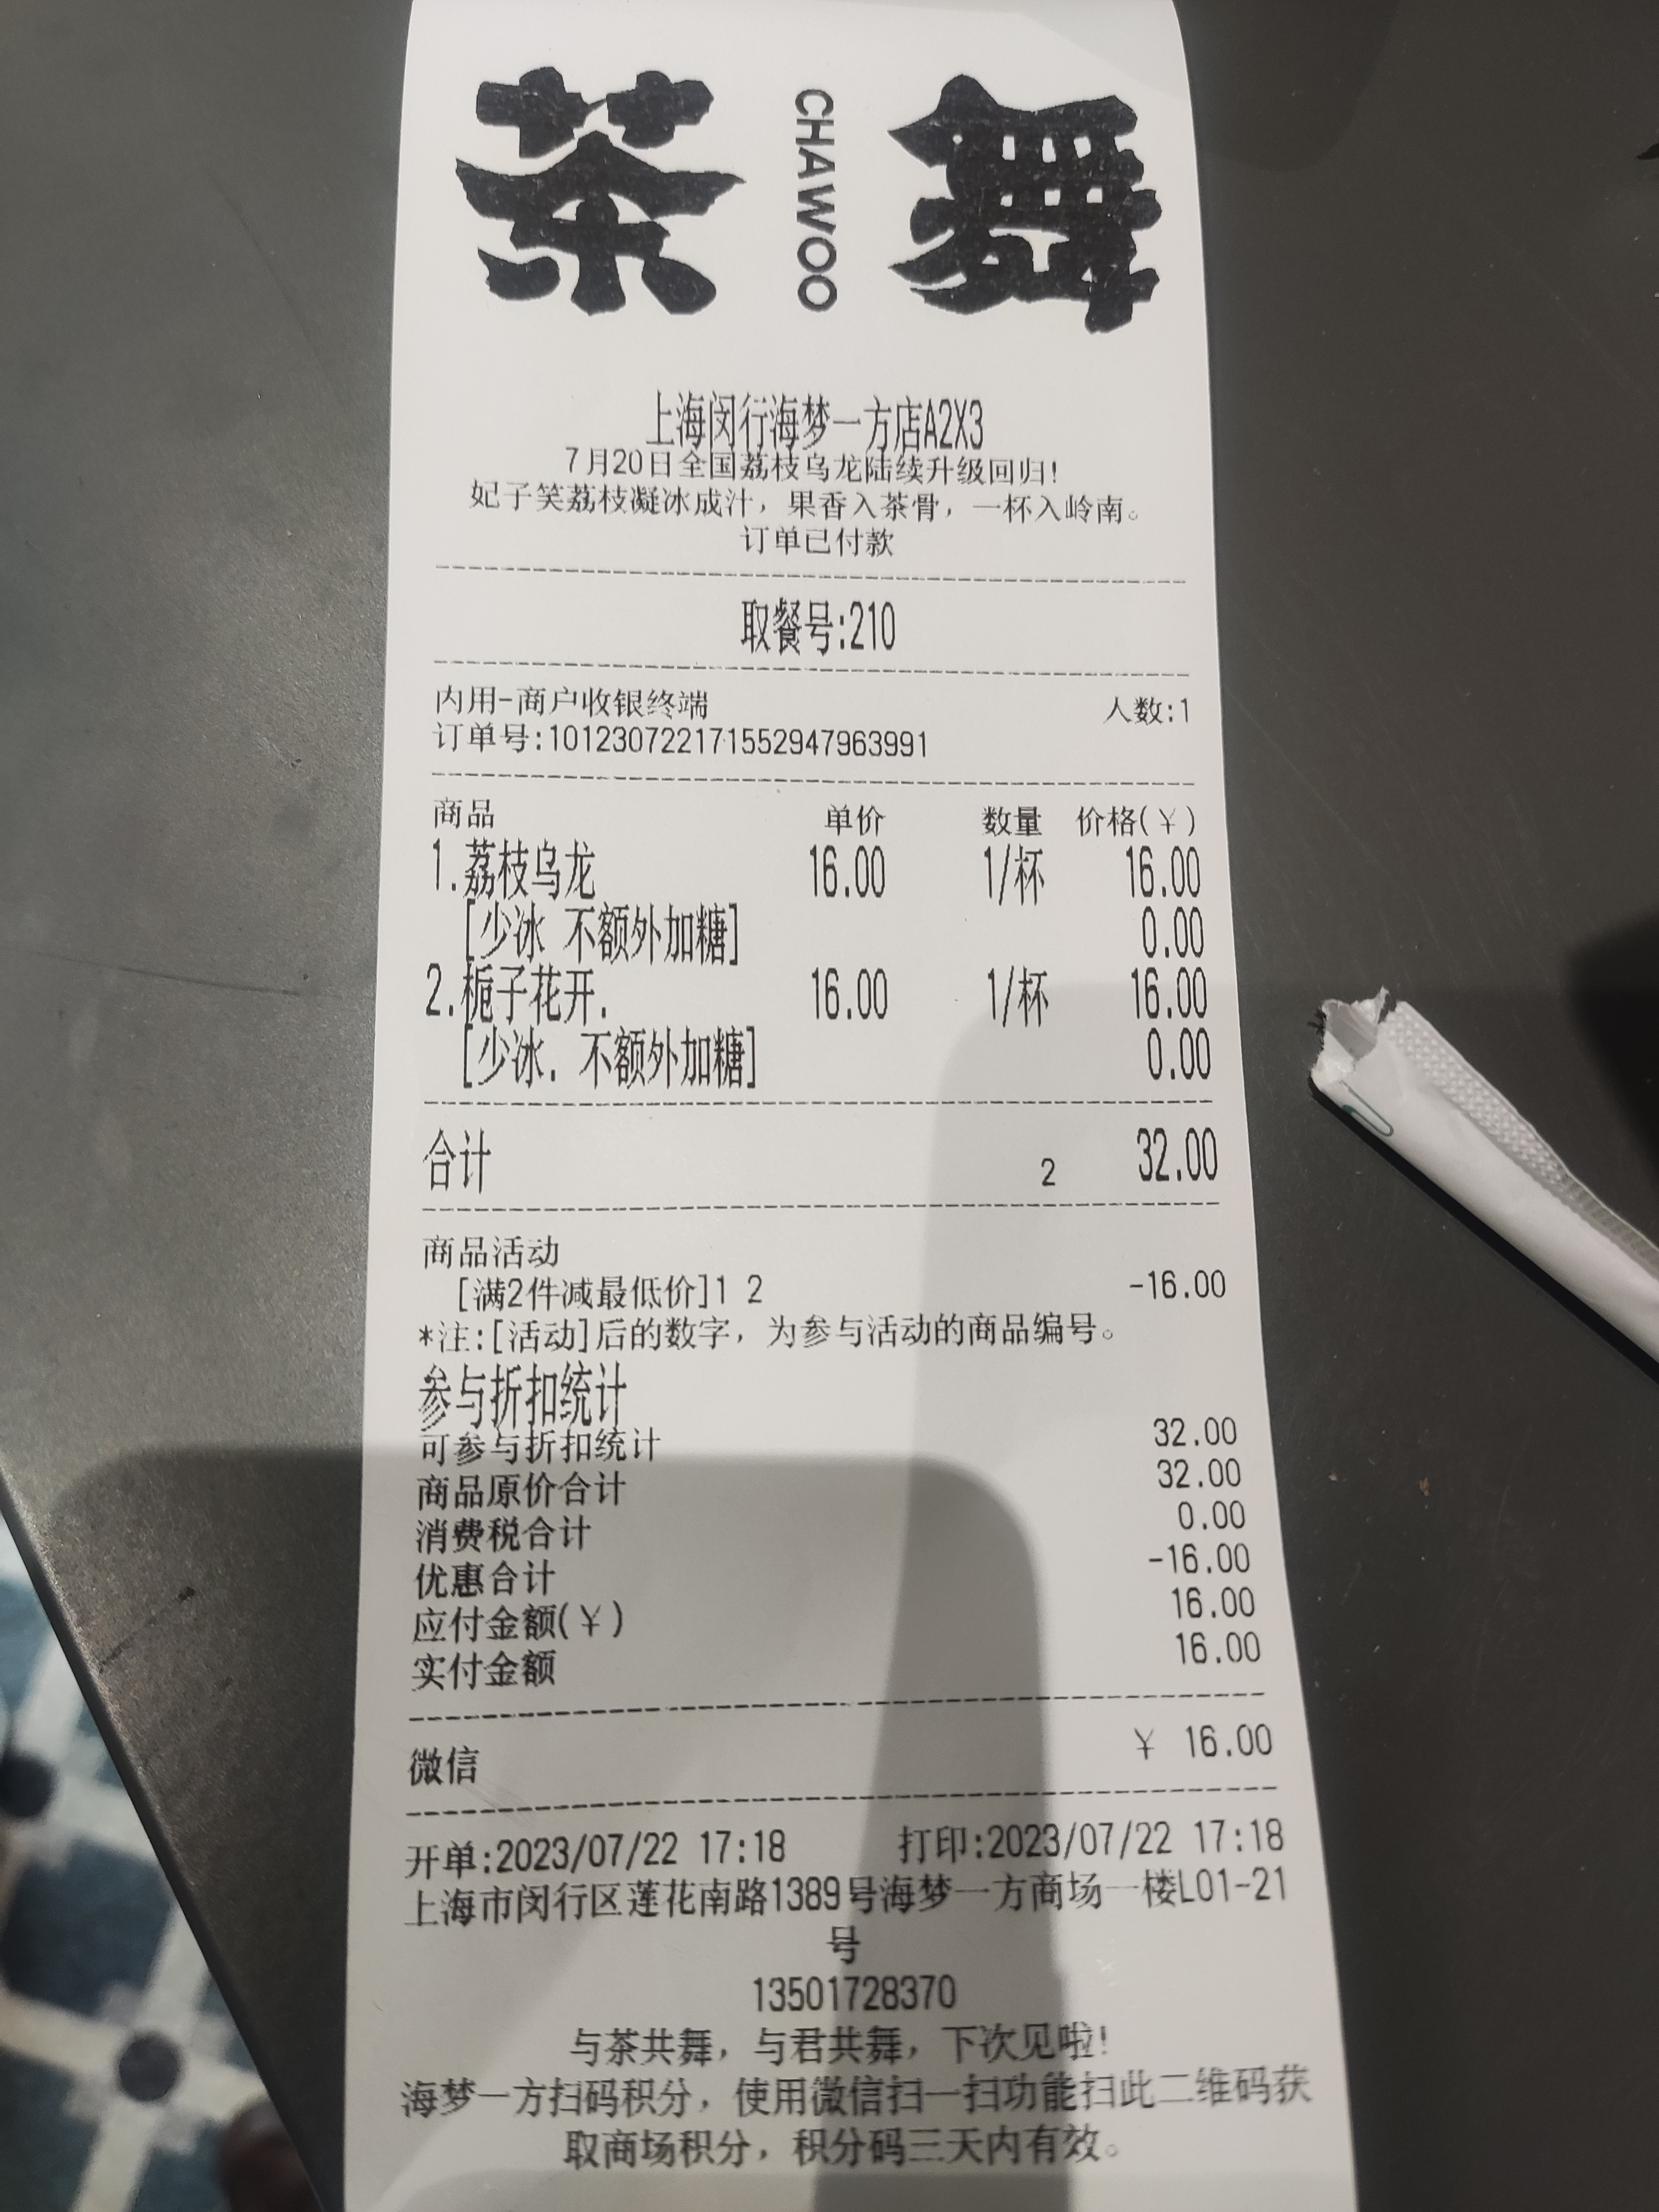 茶 CHAWOO 舞
上海闵行海梦一方店A2X3
7月20日全国荔枝乌龙陆续升级回归!
妃子笑荔枝凝冰成汁，果香入茶骨，一杯入岭南。
订单已付款
取餐号:210
内用-商户收银终端 人数:1
订单号:101230722171552947963991
商品 单价 数量 价格(￥)
1.荔枝乌龙 16.00 1/杯 16.00
[少冰 不额外加糖] 0.00
2.栀子花开. 16.00 1/杯 16.00
[少冰. 不额外加糖] 0.00
合计 2 32.00
商品活动
[满2件减最低价]1 2 -16.00
*注:[活动]后的数字，为参与活动的商品编号。
参与折扣统计
可参与折扣统计 32.00
商品原价合计 32.00
消费税合计 0.00
优惠合计 -16.00
应付金额(￥) 16.00
实付金额 16.00
微信 ￥ 16.00
开单:2023/07/22 17:18 打印:2023/07/22 17:18
上海市闵行区莲花南路1389号海梦一方商场一楼L01-21
号
13501728370
与茶共舞，与君共舞，下次见啦!
海梦一方扫码积分，使用微信扫一扫功能扫此二维码获
取商场积分，积分码三天内有效。